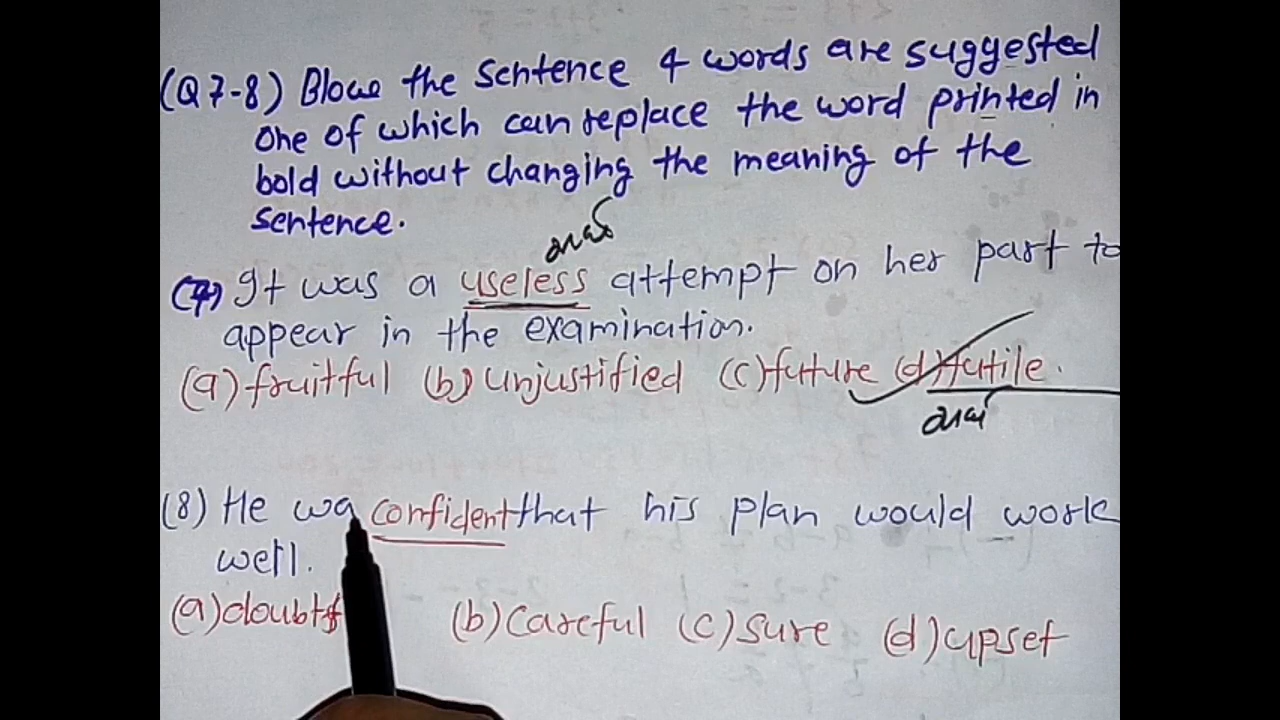 (Q7-8) Bloue the sentence 4 words are suggested
one of which can replace the word printed in
bold without changing the meaning of the
sentence.
(7) It was a useless attempt on her part to
appear in the examination.
(a) fruitful (b) unjustified (c) future (d) futile.
(8) He wa confident that his plan would work
well.
(a) doubt (b) careful (c) sure (d) upset